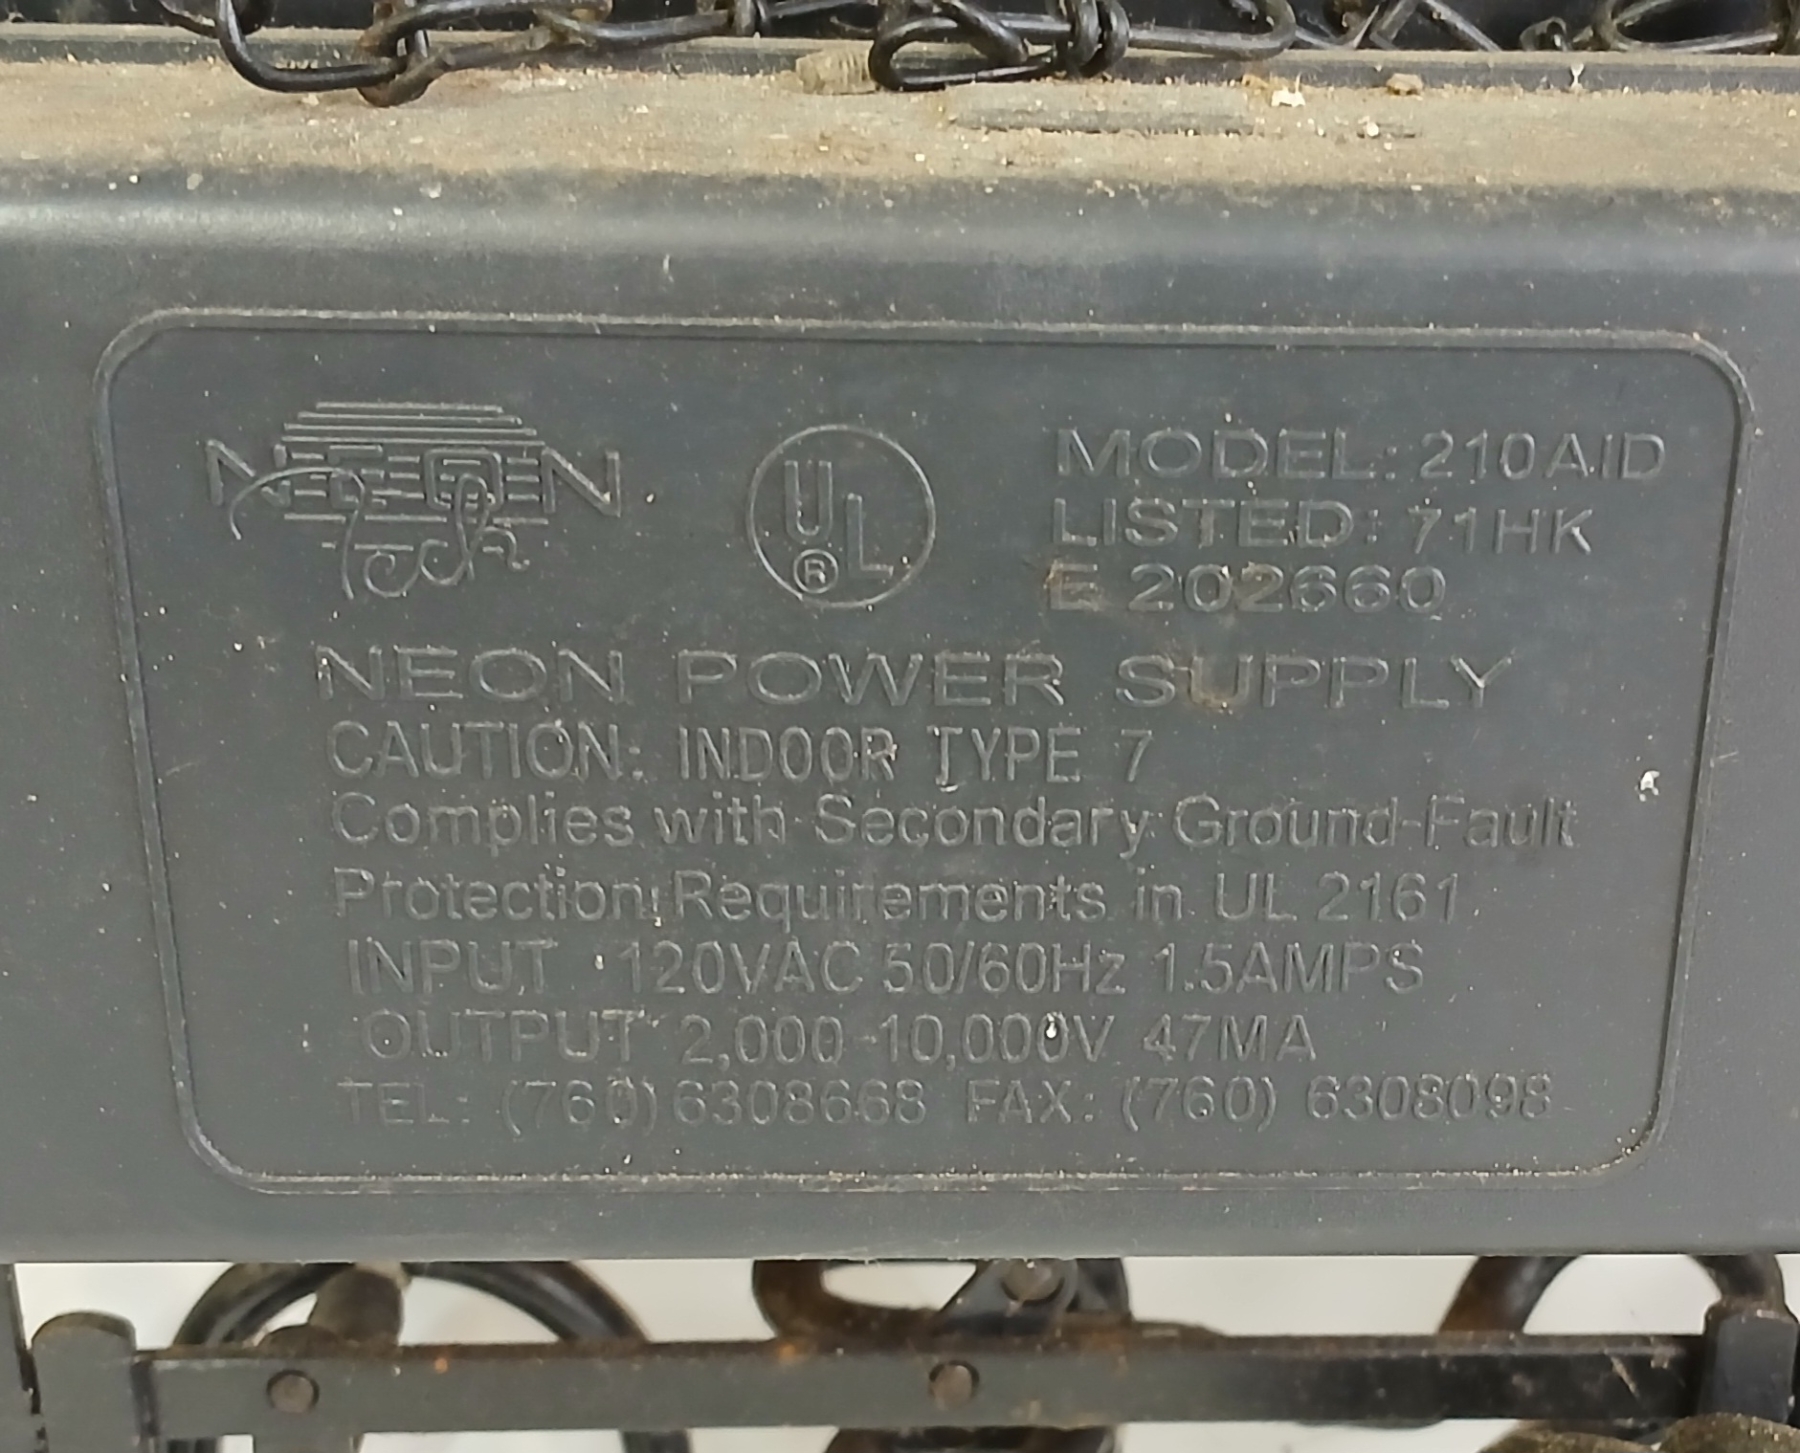 NEON
Tech
UL
®
MODEL: 210AID
LISTED: 71HK
E 202660
NEON POWER SUPPLY
CAUTION: INDOOR TYPE 7
Complies with Secondary Ground-Fault
Protection Requirements in UL 2161
INPUT 120VAC 50/60Hz 1.5AMPS
OUTPUT 2,000-10,000V 47MA
TEL: (760) 6308668 FAX: (760) 6308098